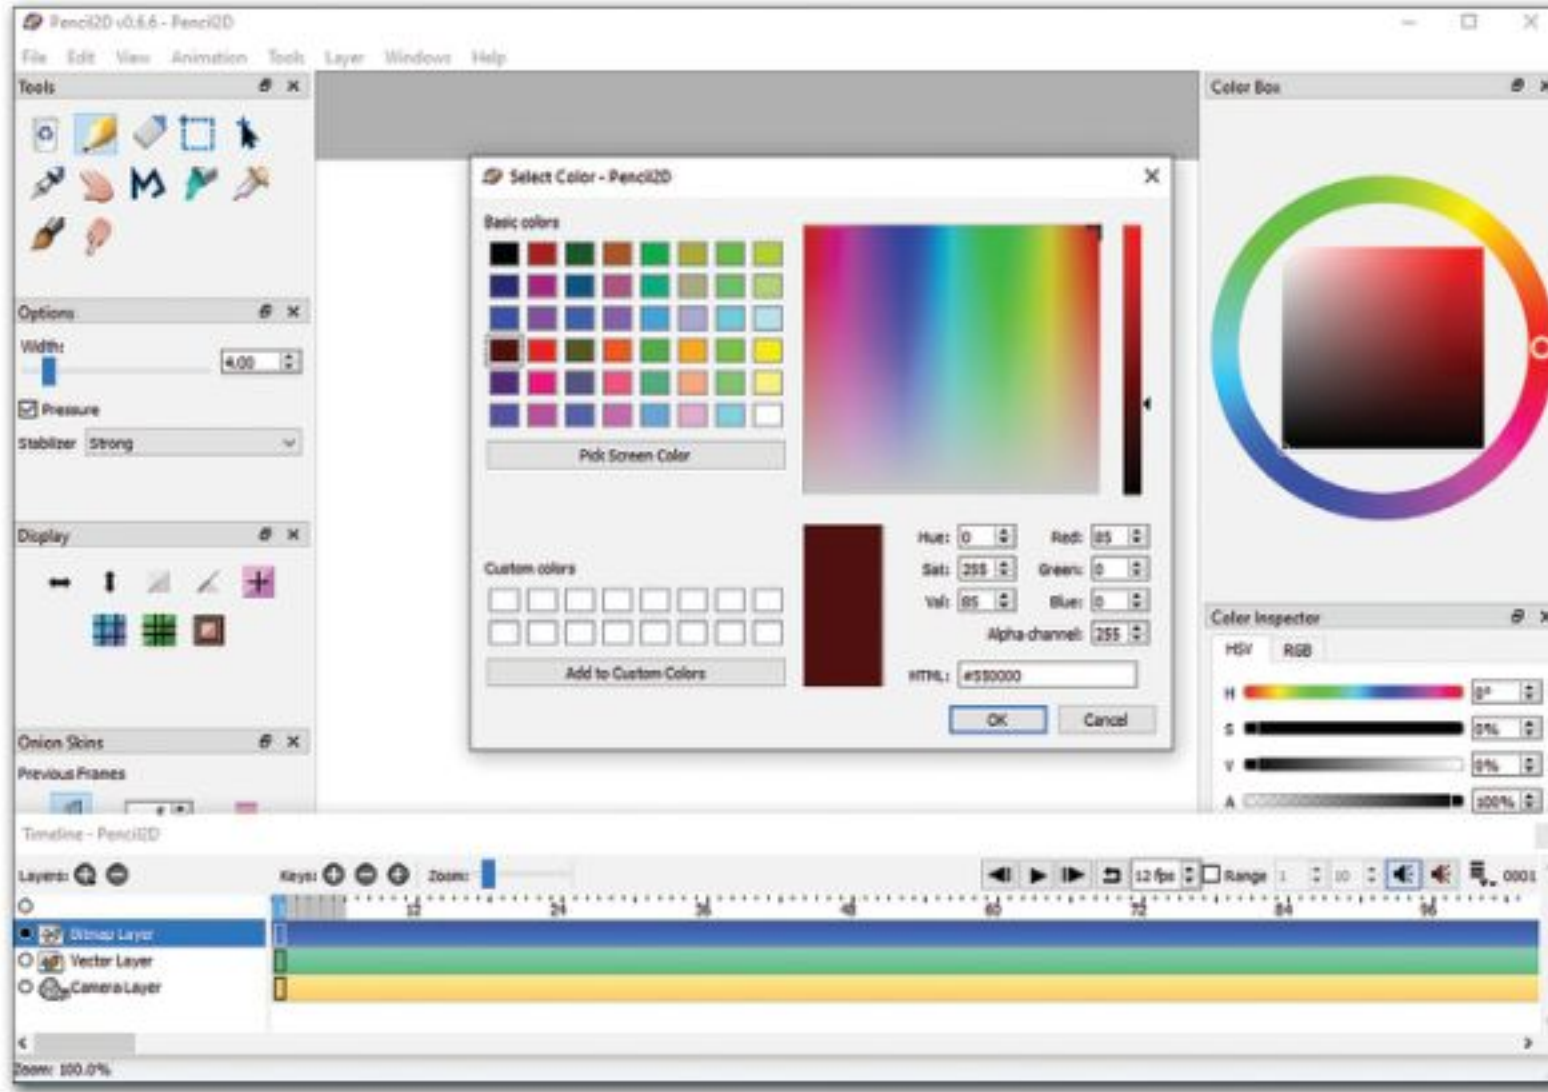 Pencil2D v0.6.6 - Pencil2D
File Edit View Animation Tools Layer Windows Help
Tools
Options
Width:
4.00
Pressure
Stabilizer Strong
Display
Onion Skins
Previous Frames
Select Color - Pencil2D
Basic colors
Pick Screen Color
Custom colors
Add to Custom Colors
Hue: 0 Red: 85
Sat: 255 Green: 0
Val: 85 Blue: 0
Alpha channel: 255
HTML: #550000
OK Cancel
Color Box
Color Inspector
HSV RGB
H 0°
S 0%
V 0%
A 100%
Timeline - Pencil2D
Layers: Keys: Zoom: 12 fps Range 1 10 0001
12 24 36 48 60 72 84 96
Bitmap Layer
Vector Layer
Camera Layer
Zoom: 100.0%